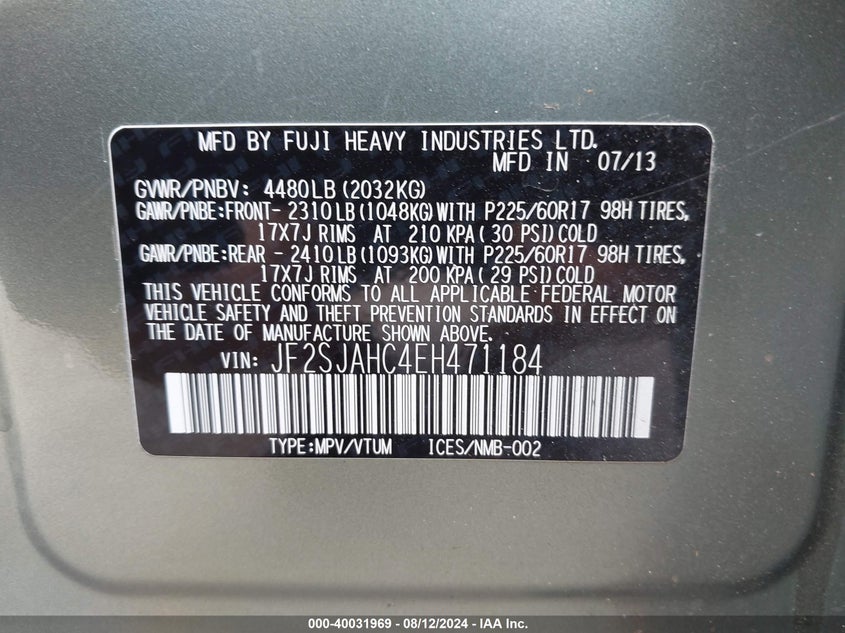 MFD BY FUJI HEAVY INDUSTRIES LTD.
MFD IN 07/13
GVWR/PNBV: 4480LB (2032KG)
GAWR/PNBE:FRONT- 2310LB (1048KG) WITH P225/60R17 98H TIRES,
17X7J RIMS AT 210 KPA ( 30 PSI) COLD
GAWR/PNBE:REAR - 2410LB (1093KG) WITH P225/60R17 98H TIRES,
17X7J RIMS AT 200 KPA ( 29 PSI) COLD
THIS VEHICLE CONFORMS TO ALL APPLICABLE FEDERAL MOTOR
VEHICLE SAFETY AND THEFT PREVENTION STANDARDS IN EFFECT ON
THE DATE OF MANUFACTURE SHOWN ABOVE.
VIN: JF2SJAHC4EH471184
TYPE:MPV/VTUM ICES/NMB-002
000-40031969 - 08/12/2024 - IAA Inc.